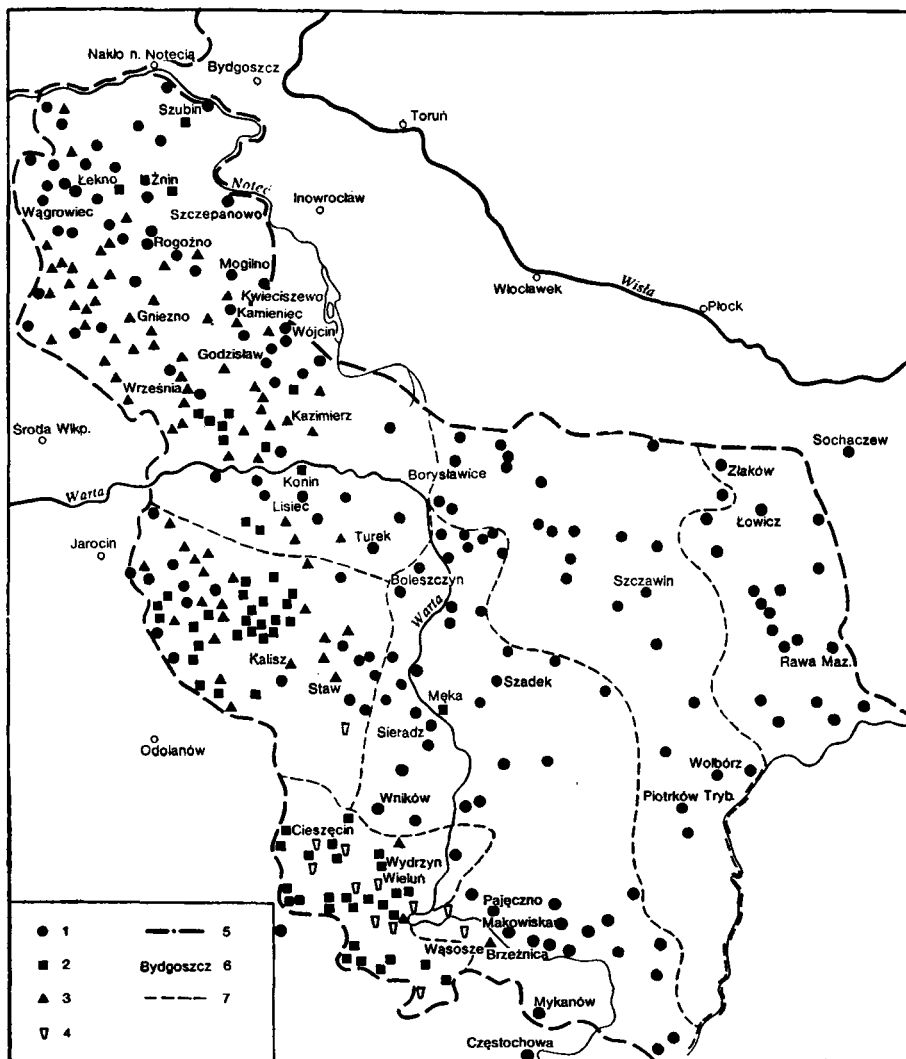 Nakło n. Notecią
Bydgoszcz
Szubin
Toruń
Łekno
Żnin
Noteć
Inowrocław
Wągrowiec
Szczepanowo
Rogoźno
Mogilno
Włocławek
Wisła
Płock
Kwieciszewo
Kamieniec
Gniezno
Wójcin
Godzisław
Września
Kazimierz
Środa Wlkp.
Sochaczew
Borysławice
Złaków
Konin
Warta
Lisiec
Łowicz
Turek
Jarocin
Boleszczyn
Szczawin
Warta
Kalisz
Rawa Maz.
Staw
Szadek
Męka
Sieradz
Odolanów
Wolbórz
Wników
Piotrków Tryb.
Cieszęcin
Wydrzyn
Wieluń
Pajęczno
Makowiska
Wąsosze
Brzeźnica
Mykanów
Częstochowa
1
2
3
4
5
Bydgoszcz 6
7